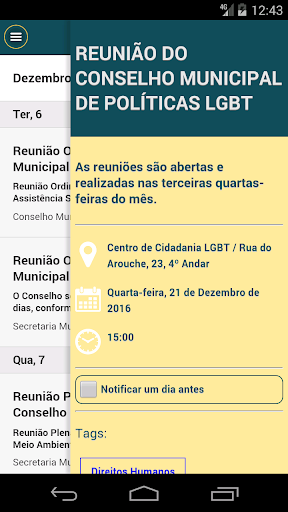 12:43
REUNIÃO DO
CONSELHO MUNICIPAL
DE POLÍTICAS LGBT
Dezembro
Ter, 6
Reunião O
Municipal
Reunião Ordi
Assistência S
Conselho Mu
Reunião O
Municipal
O Conselho s
dias, conform
Secretaria Mu
Qua, 7
Reunião Ple
Conselho
Reunião Plen
Meio Ambien
Secretaria Mu
As reuniões são abertas e
realizadas nas terceiras quartas-
feiras do mês.
Centro de Cidadania LGBT / Rua do
Arouche, 23, 4º Andar
Quarta-feira, 21 de Dezembro de
2016
15:00
Notificar um dia antes
Tags:
Direitos Humanos